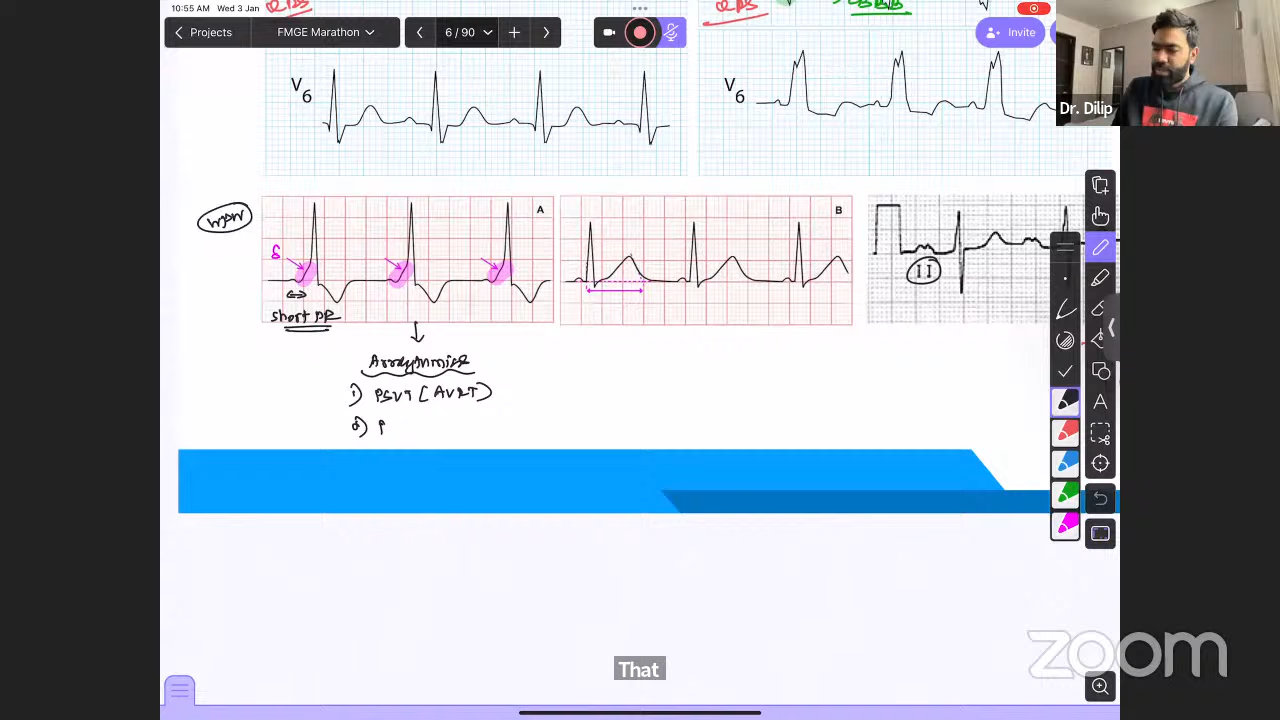 10:55 AM Wed 3 Jan
RBS
Projects
FMGE Marathon
6 / 90
Invite
V6
V6
Dr. Dilip
WPW
A
B
δ
II
short PR
PSVT [AVRT)
1)
2) P
A
That
zoom